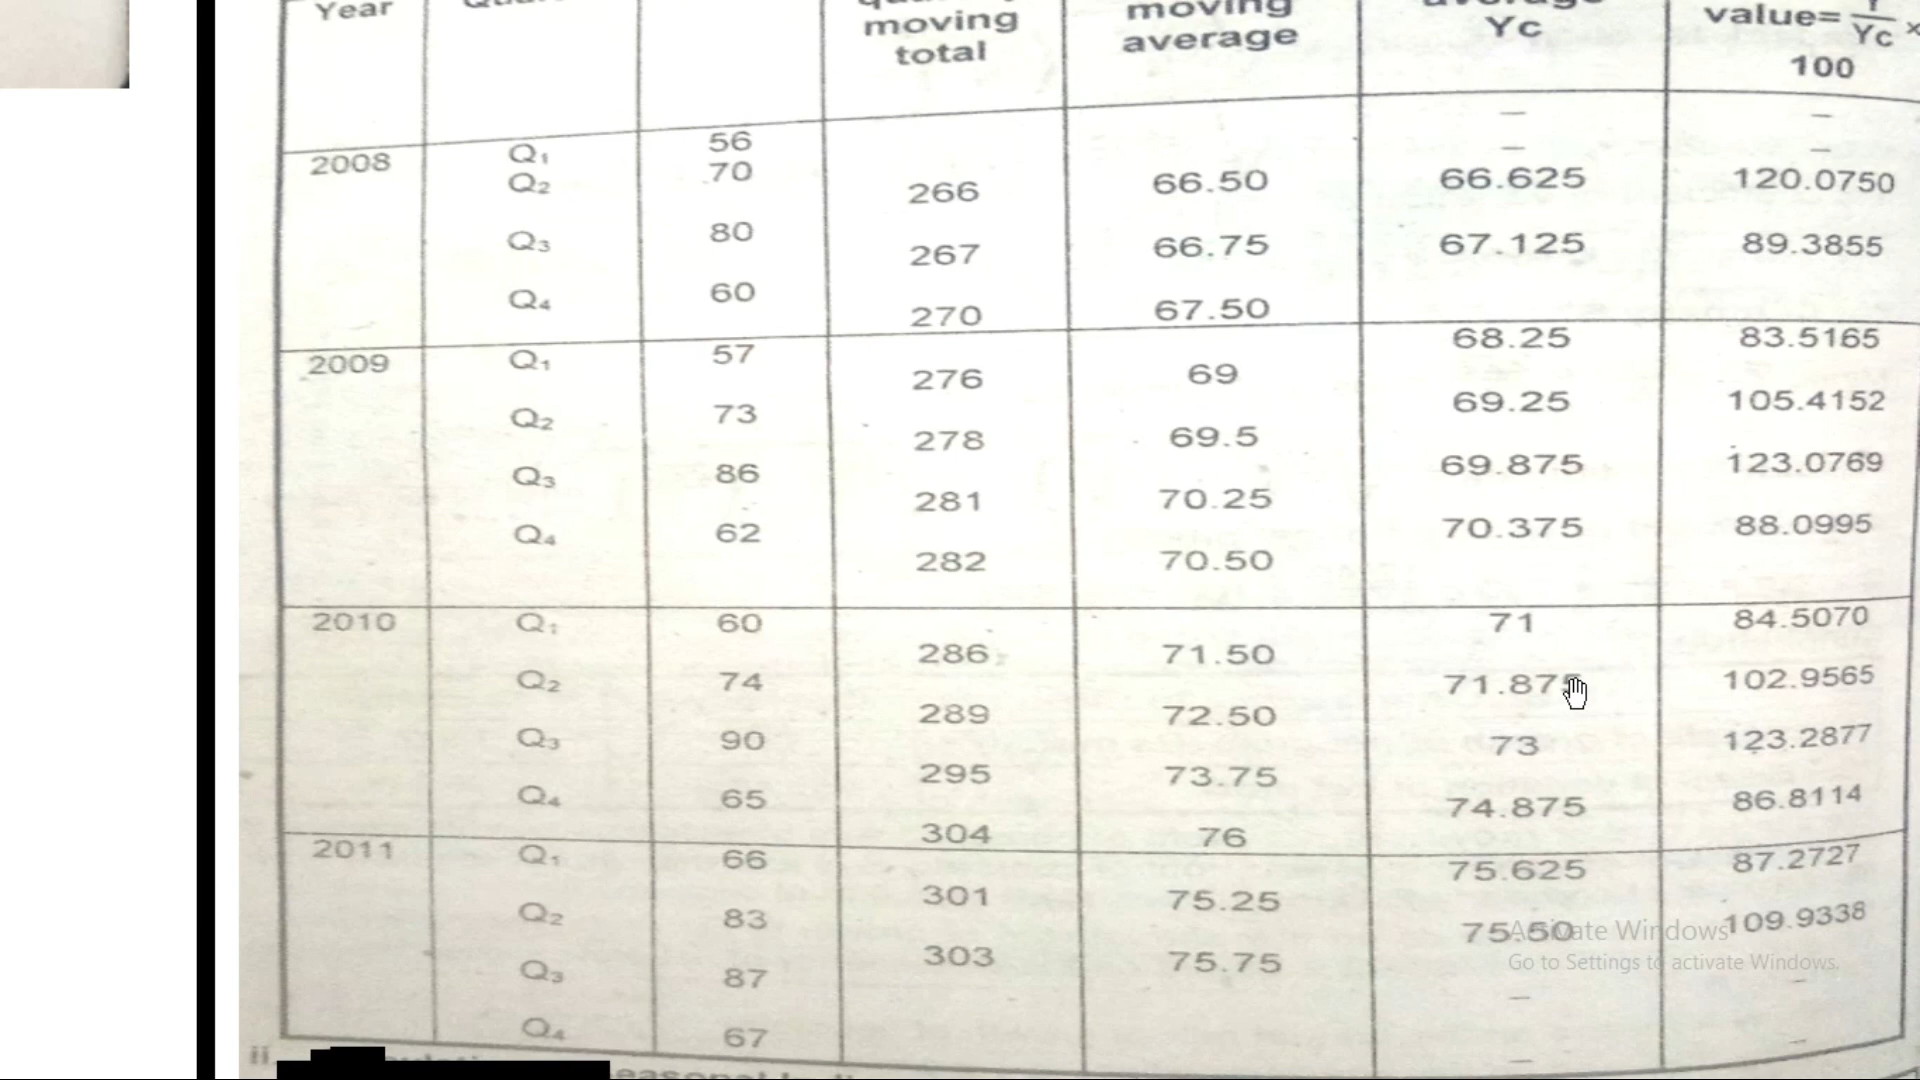 Year
moving
total
moving
average
Yc
value= Y/Yc ×
100
2008 Q1 56 – –
Q2 70 – –
266 66.50 66.625 120.0750
Q3 80
267 66.75 67.125 89.3855
Q4 60
270 67.50
68.25 83.5165
2009 Q1 57
276 69
69.25 105.4152
Q2 73
278 69.5
69.875 123.0769
Q3 86
281 70.25
70.375 88.0995
Q4 62
282 70.50
2010 Q1 60 71 84.5070
286 71.50
Q2 74 71.875 102.9565
289 72.50
Q3 90 73 123.2877
295 73.75
Q4 65 74.875 86.8114
304 76
2011 Q1 66 75.625 87.2727
301 75.25
Q2 83 75.50 109.9338
303 75.75
Q3 87 – –
Q4 67 – –
ii
Activate Windows
Go to Settings to activate Windows.